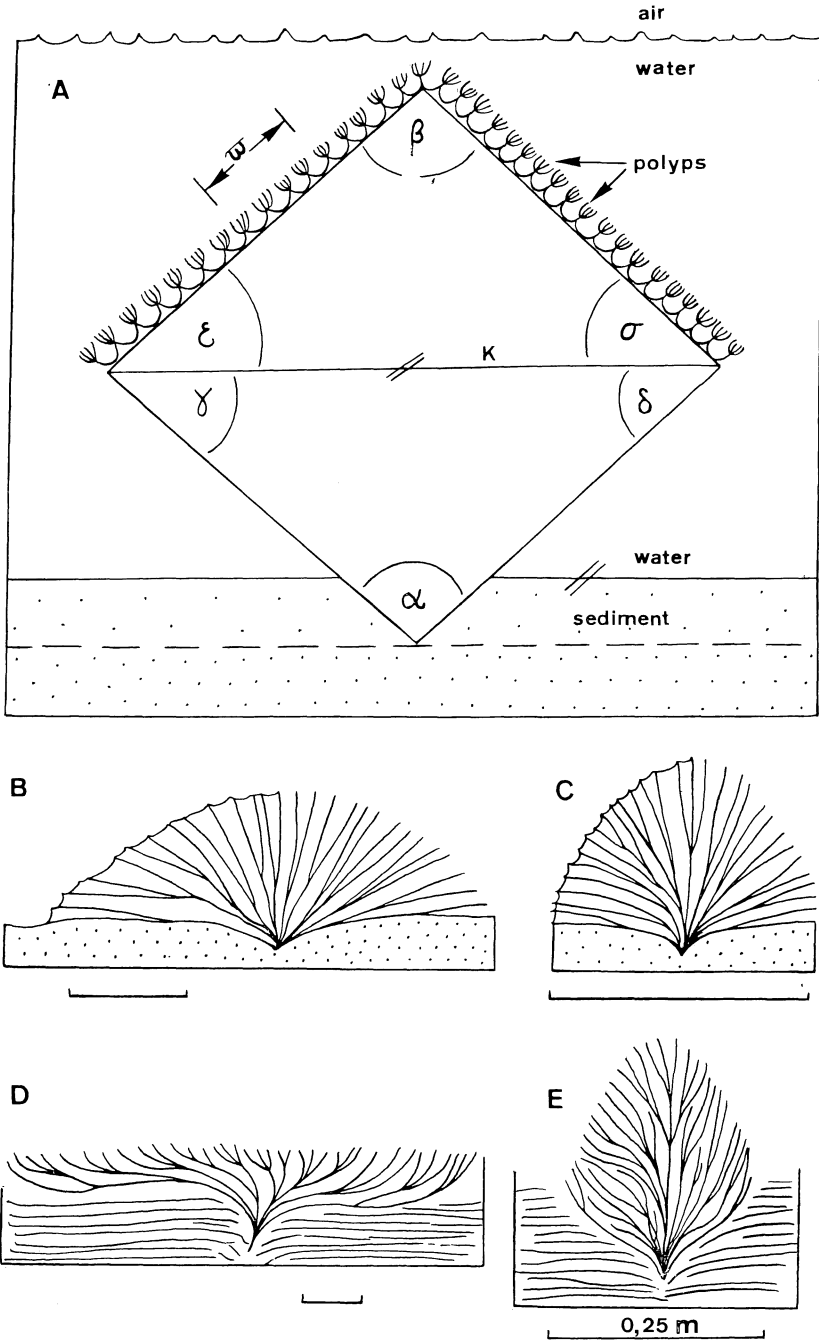 air
A
water
ω
β
polyps
ε
σ
K
γ
δ
water
α
sediment
B
C
D
E
0,25 m